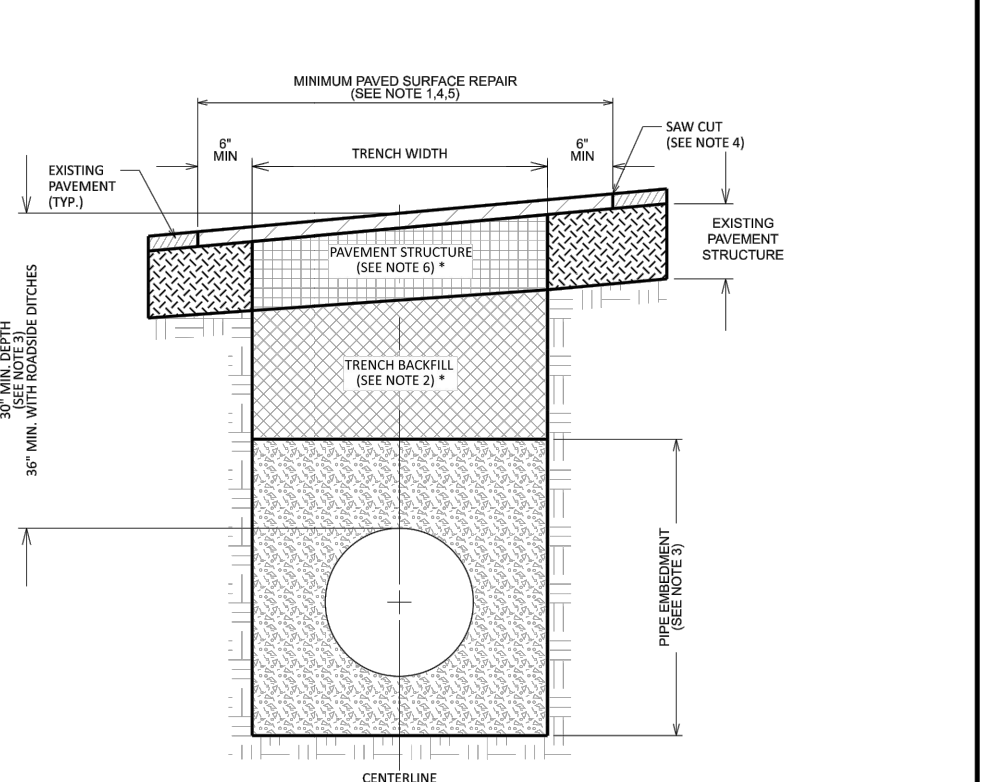 MINIMUM PAVED SURFACE REPAIR
(SEE NOTE 1,4,5)
6"
MIN
TRENCH WIDTH
6"
MIN
SAW CUT
(SEE NOTE 4)
EXISTING
PAVEMENT
(TYP.)
EXISTING
PAVEMENT
STRUCTURE
PAVEMENT STRUCTURE
(SEE NOTE 6) *
30" MIN. DEPTH
(SEE NOTE 3)
36" MIN. WITH ROADSIDE DITCHES
TRENCH BACKFILL
(SEE NOTE 2) *
PIPE EMBEDMENT
(SEE NOTE 3)
CENTERLINE